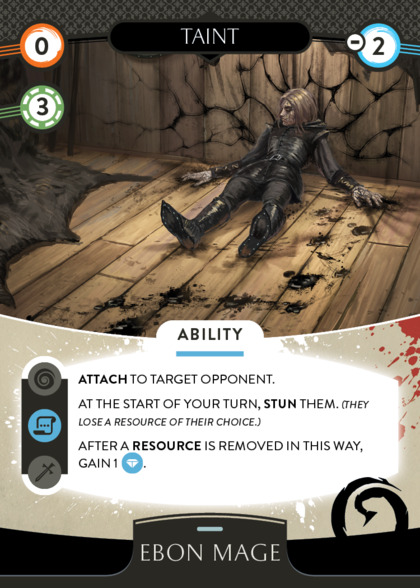 TAINT
0
-2
3
ABILITY
ATTACH TO TARGET OPPONENT.
AT THE START OF YOUR TURN, STUN THEM. (THEY
LOSE A RESOURCE OF THEIR CHOICE.)
AFTER A RESOURCE IS REMOVED IN THIS WAY,
GAIN 1 .
EBON MAGE